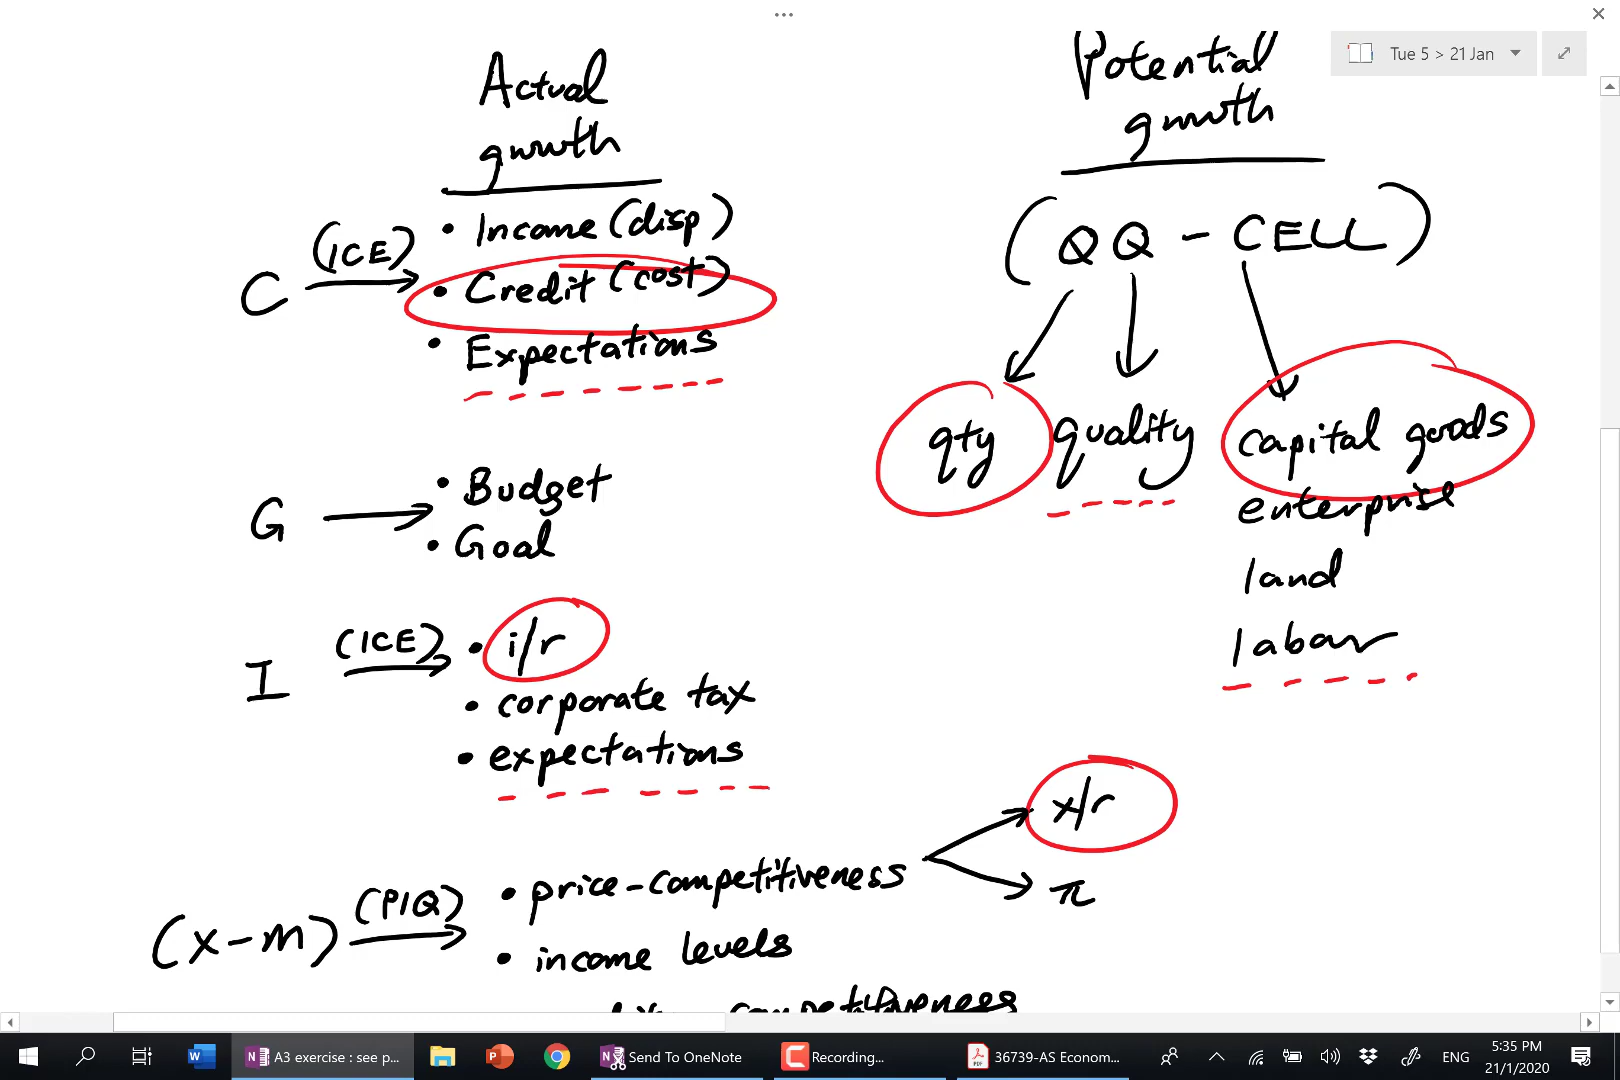 Tue 5 > 21 Jan
Actual
growth
C (ICE)
• Income (disp)
• Credit (cost)
• Expectations
G
• Budget
• Goal
I (ICE)
• i/r
• corporate tax
• expectations
(X-M) (PIQ)
• price-competitiveness
x/r
π
• income levels
competitiveness
Potential
growth
(QQ - CELL)
qty quality capital goods
enterprise
land
labour
A3 exercise : see p...
Send To OneNote
Recording...
36739-AS Econom...
ENG
5:35 PM
21/1/2020